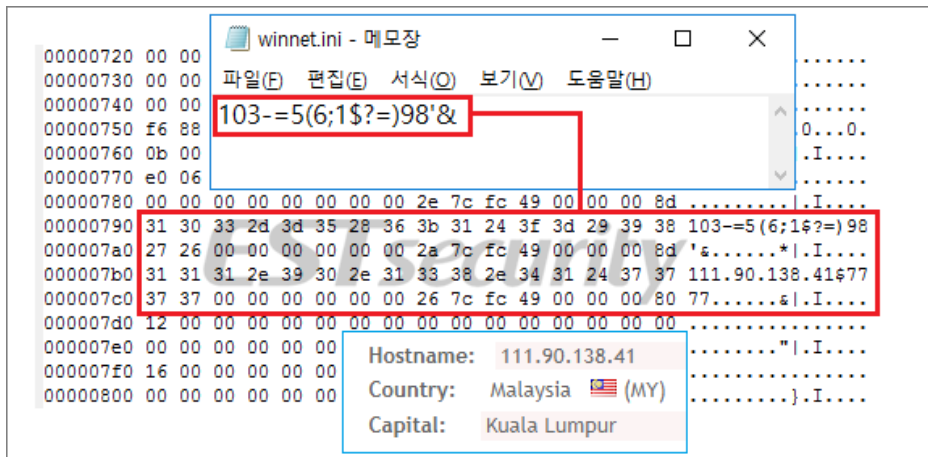 winnet.ini - 메모장
파일(F) 편집(E) 서식(O) 보기(V) 도움말(H)
103-=5(6;1$?=)98'&
00000720 00 00 .......
00000730 00 00 .......
00000740 00 00 .......
00000750 f6 88 .0...0.
00000760 0b 00 |.I....
00000770 e0 06 .......
00000780 00 00 00 00 00 00 00 00 2e 7c fc 49 00 00 00 8d .........|.I....
00000790 31 30 33 2d 3d 35 28 36 3b 31 24 3f 3d 29 39 38 103-=5(6;1$?=)98
000007a0 27 26 00 00 00 00 00 00 2a 7c fc 49 00 00 00 8d '&......*|.I....
000007b0 31 31 31 2e 39 30 2e 31 33 38 2e 34 31 24 37 37 111.90.138.41$77
000007c0 37 37 00 00 00 00 00 00 26 7c fc 49 00 00 00 80 77......&|.I....
000007d0 12 00 00 00 00 00 00 00 00 00 00 00 00 00 00 00 ................
000007e0 00 00 00 00 00 00 ........"|.I....
000007f0 16 00 00 00 00 00 ................
00000800 00 00 00 00 00 00 .........}.I....
ESTsecurity
Hostname: 111.90.138.41
Country: Malaysia (MY)
Capital: Kuala Lumpur